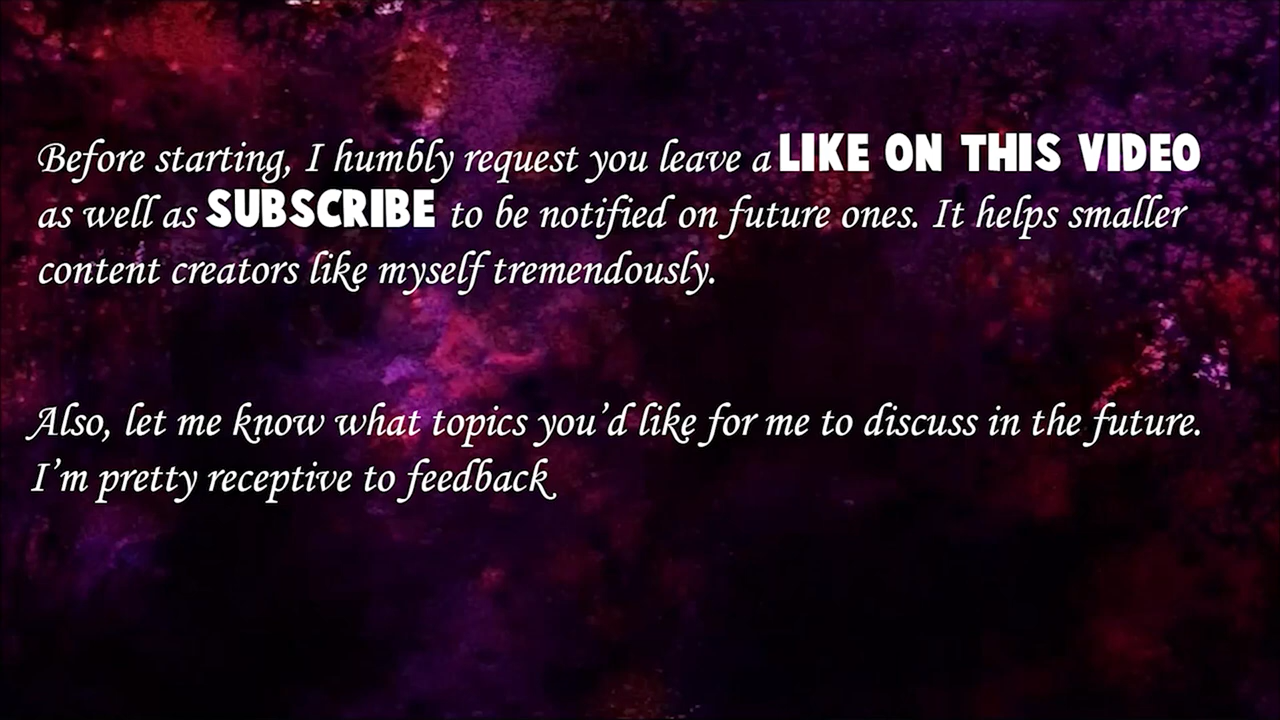 Before starting, I humbly request you leave a LIKE ON THIS VIDEO
as well as SUBSCRIBE to be notified on future ones. It helps smaller
content creators like myself tremendously.
Also, let me know what topics you'd like for me to discuss in the future.
I'm pretty receptive to feedback